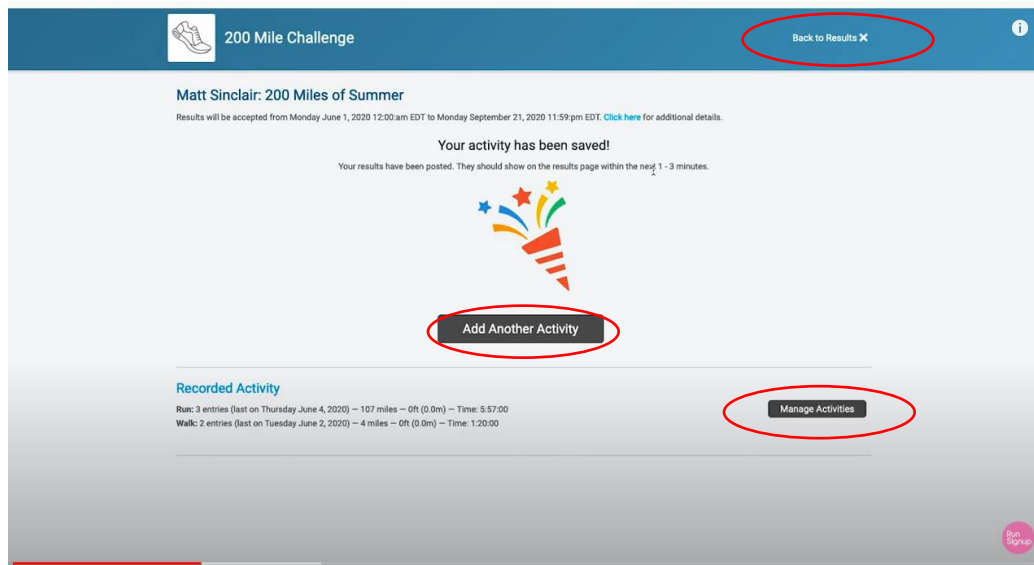 200 Mile Challenge
Back to Results ✕
i
Matt Sinclair: 200 Miles of Summer
Results will be accepted from Monday June 1, 2020 12:00:am EDT to Monday September 21, 2020 11:59:pm EDT. Click here for additional details.
Your activity has been saved!
Your results have been posted. They should show on the results page within the next 1 - 3 minutes.
Add Another Activity
Recorded Activity
Run: 3 entries (last on Thursday June 4, 2020) — 107 miles — 0ft (0.0m) — Time: 5:57:00
Manage Activities
Walk: 2 entries (last on Tuesday June 2, 2020) — 4 miles — 0ft (0.0m) — Time: 1:20:00
Run
Signup